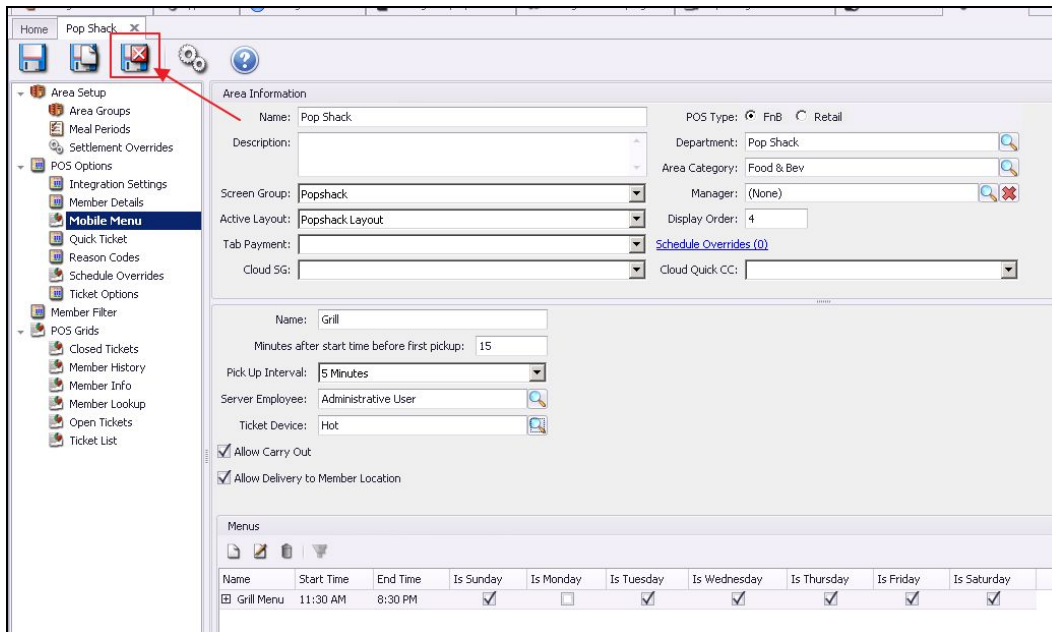 Home Pop Shack X
Area Setup
Area Groups
Meal Periods
Settlement Overrides
POS Options
Integration Settings
Member Details
Mobile Menu
Quick Ticket
Reason Codes
Schedule Overrides
Ticket Options
Member Filter
POS Grids
Closed Tickets
Member History
Member Info
Member Lookup
Open Tickets
Ticket List
Area Information
Name: Pop Shack POS Type: FnB Retail
Description: Department: Pop Shack
Area Category: Food & Bev
Screen Group: Popshack Manager: (None)
Active Layout: Popshack Layout Display Order: 4
Tab Payment: Schedule Overrides (0)
Cloud SG: Cloud Quick CC:
Name: Grill
Minutes after start time before first pickup: 15
Pick Up Interval: 5 Minutes
Server Employee: Administrative User
Ticket Device: Hot
Allow Carry Out
Allow Delivery to Member Location
Menus
Name Start Time End Time Is Sunday Is Monday Is Tuesday Is Wednesday Is Thursday Is Friday Is Saturday
Grill Menu 11:30 AM 8:30 PM